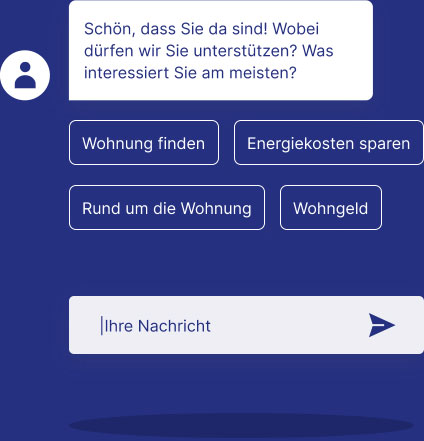 Schön, dass Sie da sind! Wobei
dürfen wir Sie unterstützen? Was
interessiert Sie am meisten?
Wohnung finden
Energiekosten sparen
Rund um die Wohnung
Wohngeld
Ihre Nachricht